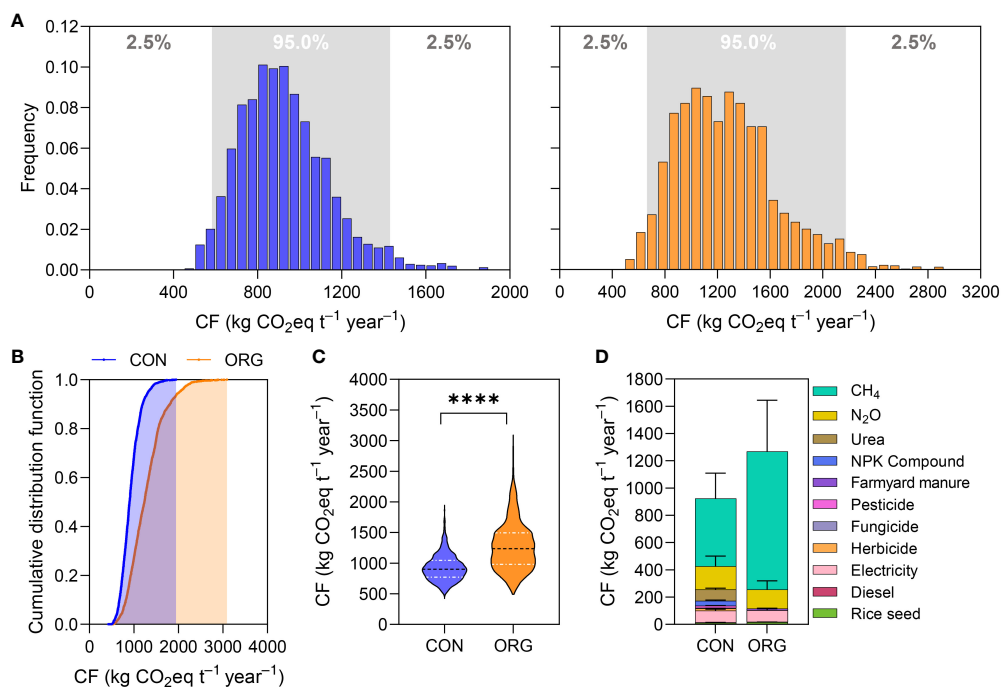 A
2.5% 95.0% 2.5%
2.5% 95.0% 2.5%
0.12
0.10
0.08
0.06
0.04
0.02
0.00
Frequency
0 400 800 1200 1600 2000
0 400 800 1200 1600 2000 2400 2800 3200
CF (kg CO₂eq t⁻¹ year⁻¹)
CF (kg CO₂eq t⁻¹ year⁻¹)
B
CON ORG
1.0
0.8
0.6
0.4
0.2
0.0
Cumulative distribution function
0 1000 2000 3000 4000
CF (kg CO₂eq t⁻¹ year⁻¹)
C
4000
3500
3000
2500
2000
1500
1000
500
0
CF (kg CO₂eq t⁻¹ year⁻¹)
****
CON ORG
D
1800
1600
1400
1200
1000
800
600
400
200
0
CF (kg CO₂eq t⁻¹ year⁻¹)
CON ORG
CH₄
N₂O
Urea
NPK Compound
Farmyard manure
Pesticide
Fungicide
Herbicide
Electricity
Diesel
Rice seed